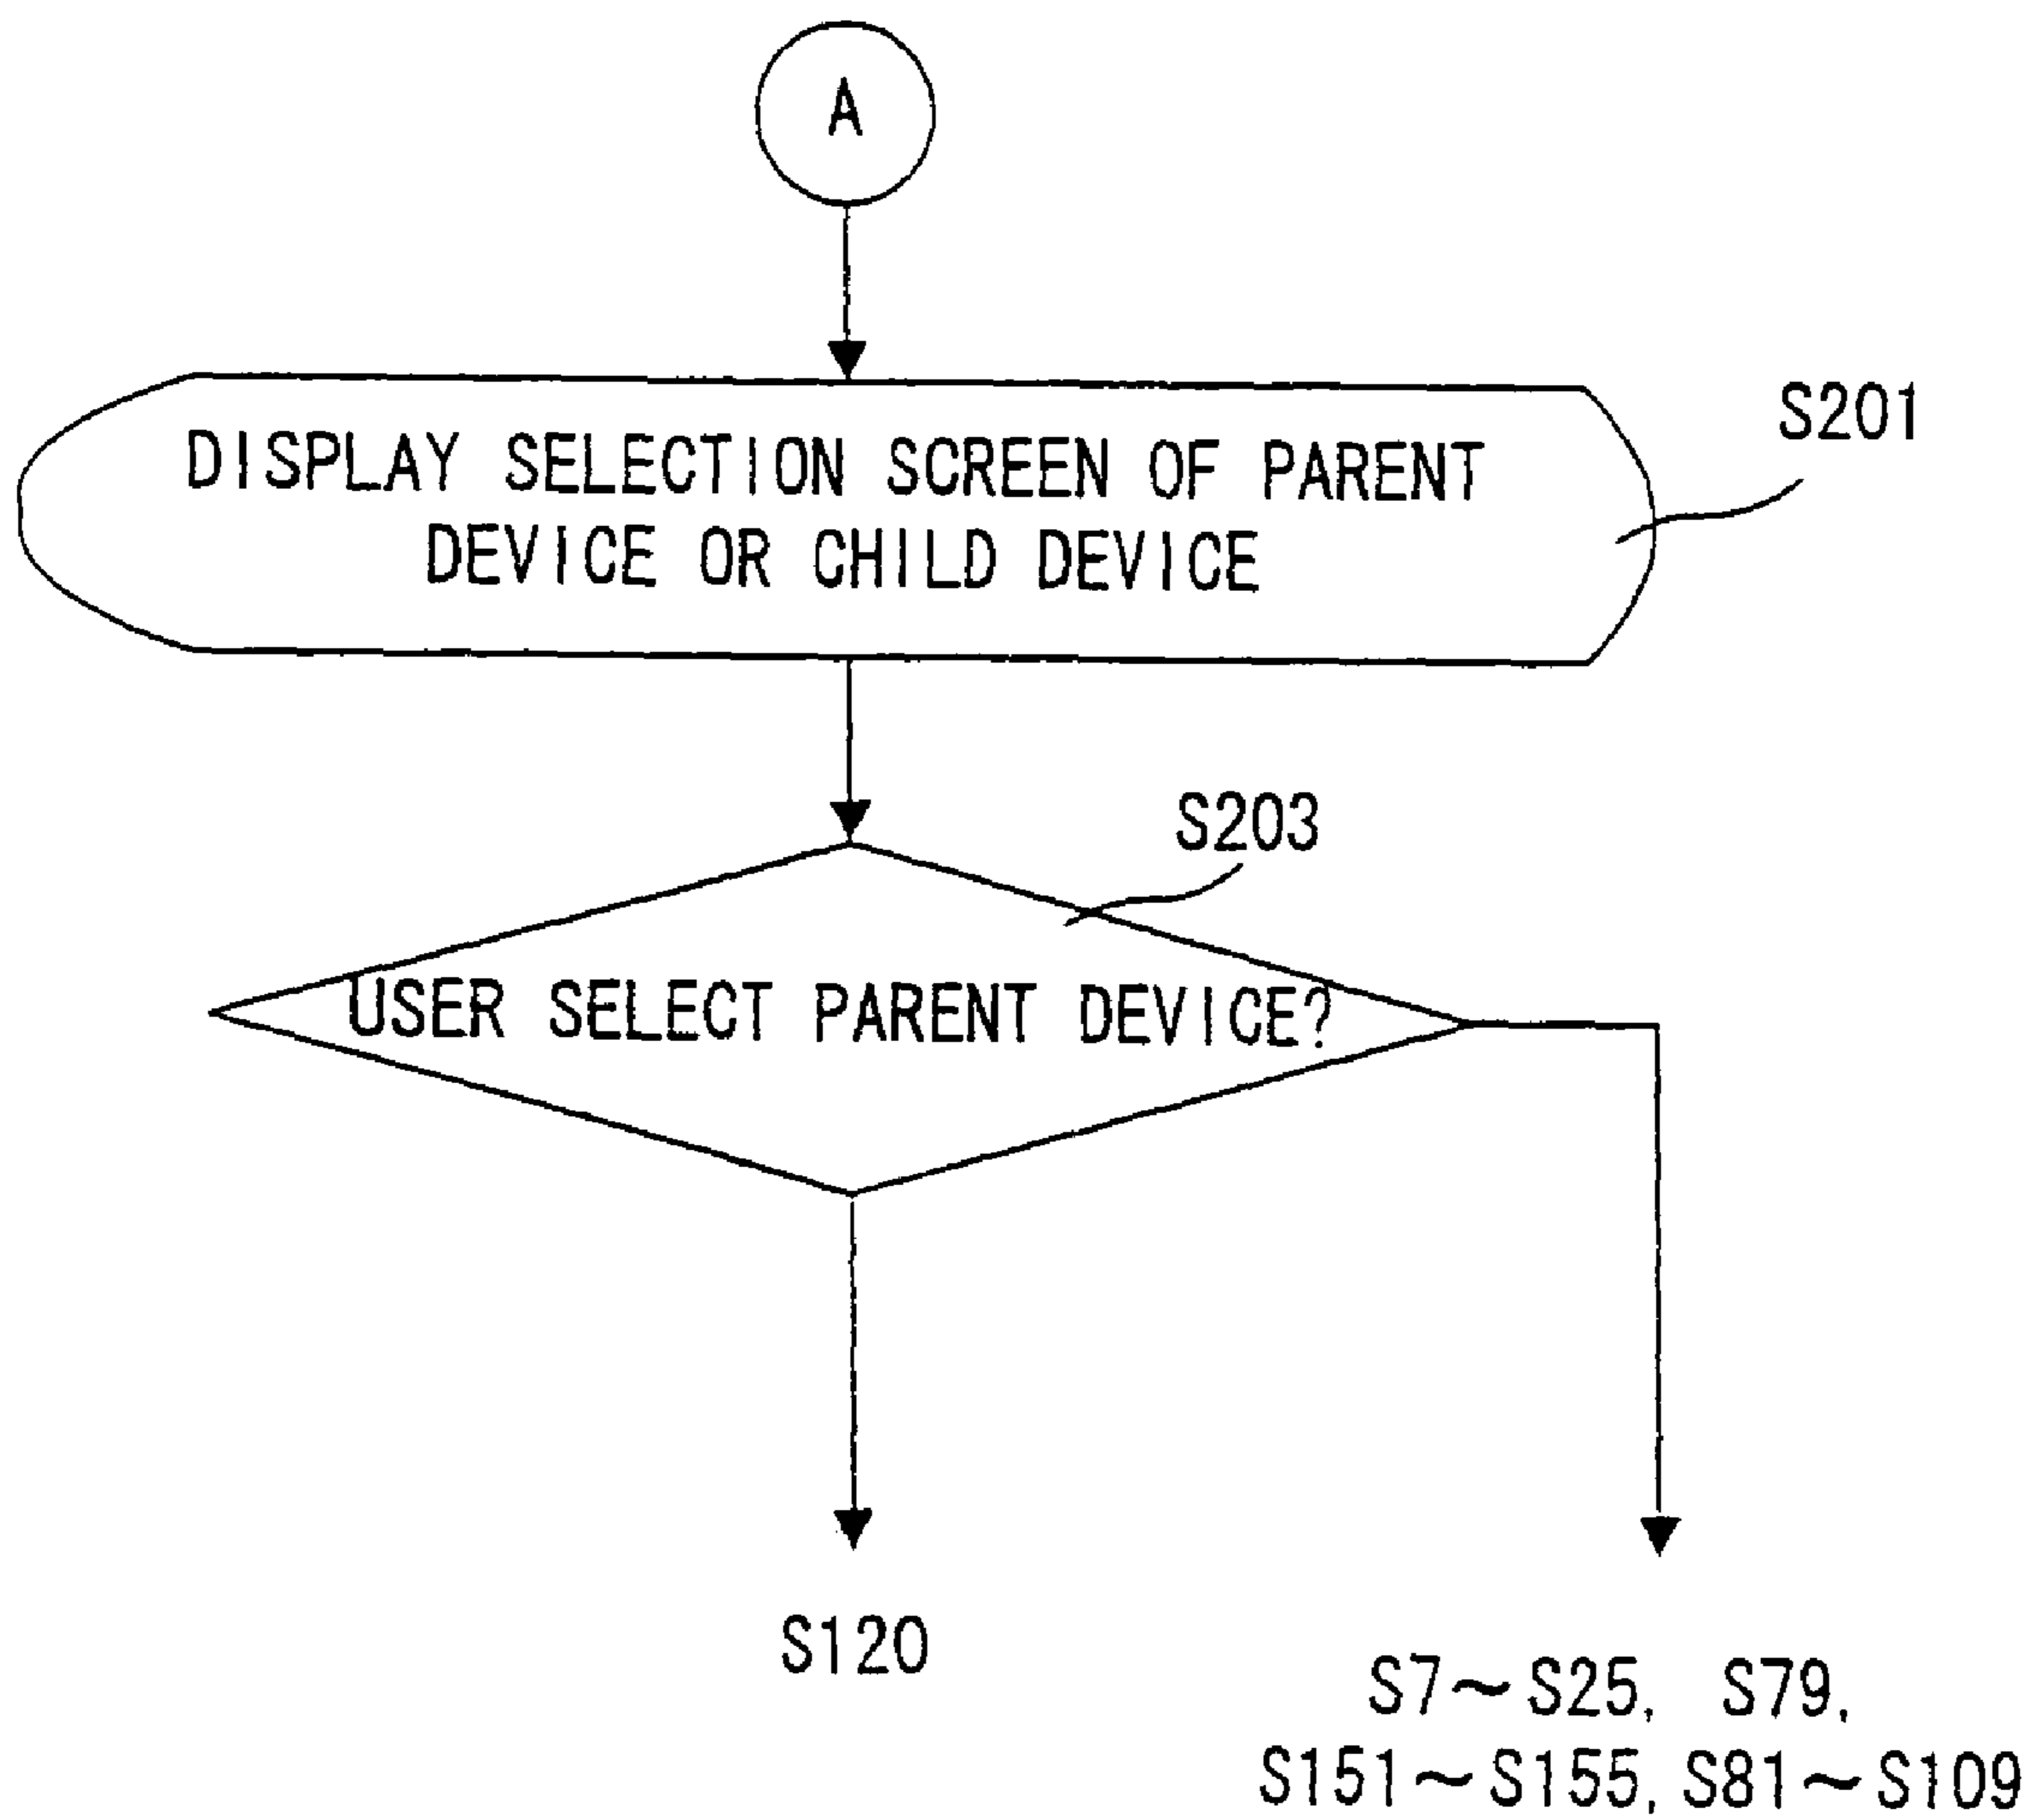 A
DISPLAY SELECTION SCREEN OF PARENT
DEVICE OR CHILD DEVICE
S201
S203
USER SELECT PARENT DEVICE?
S120
S7～S25, S79,
S151～S155, S81～S109